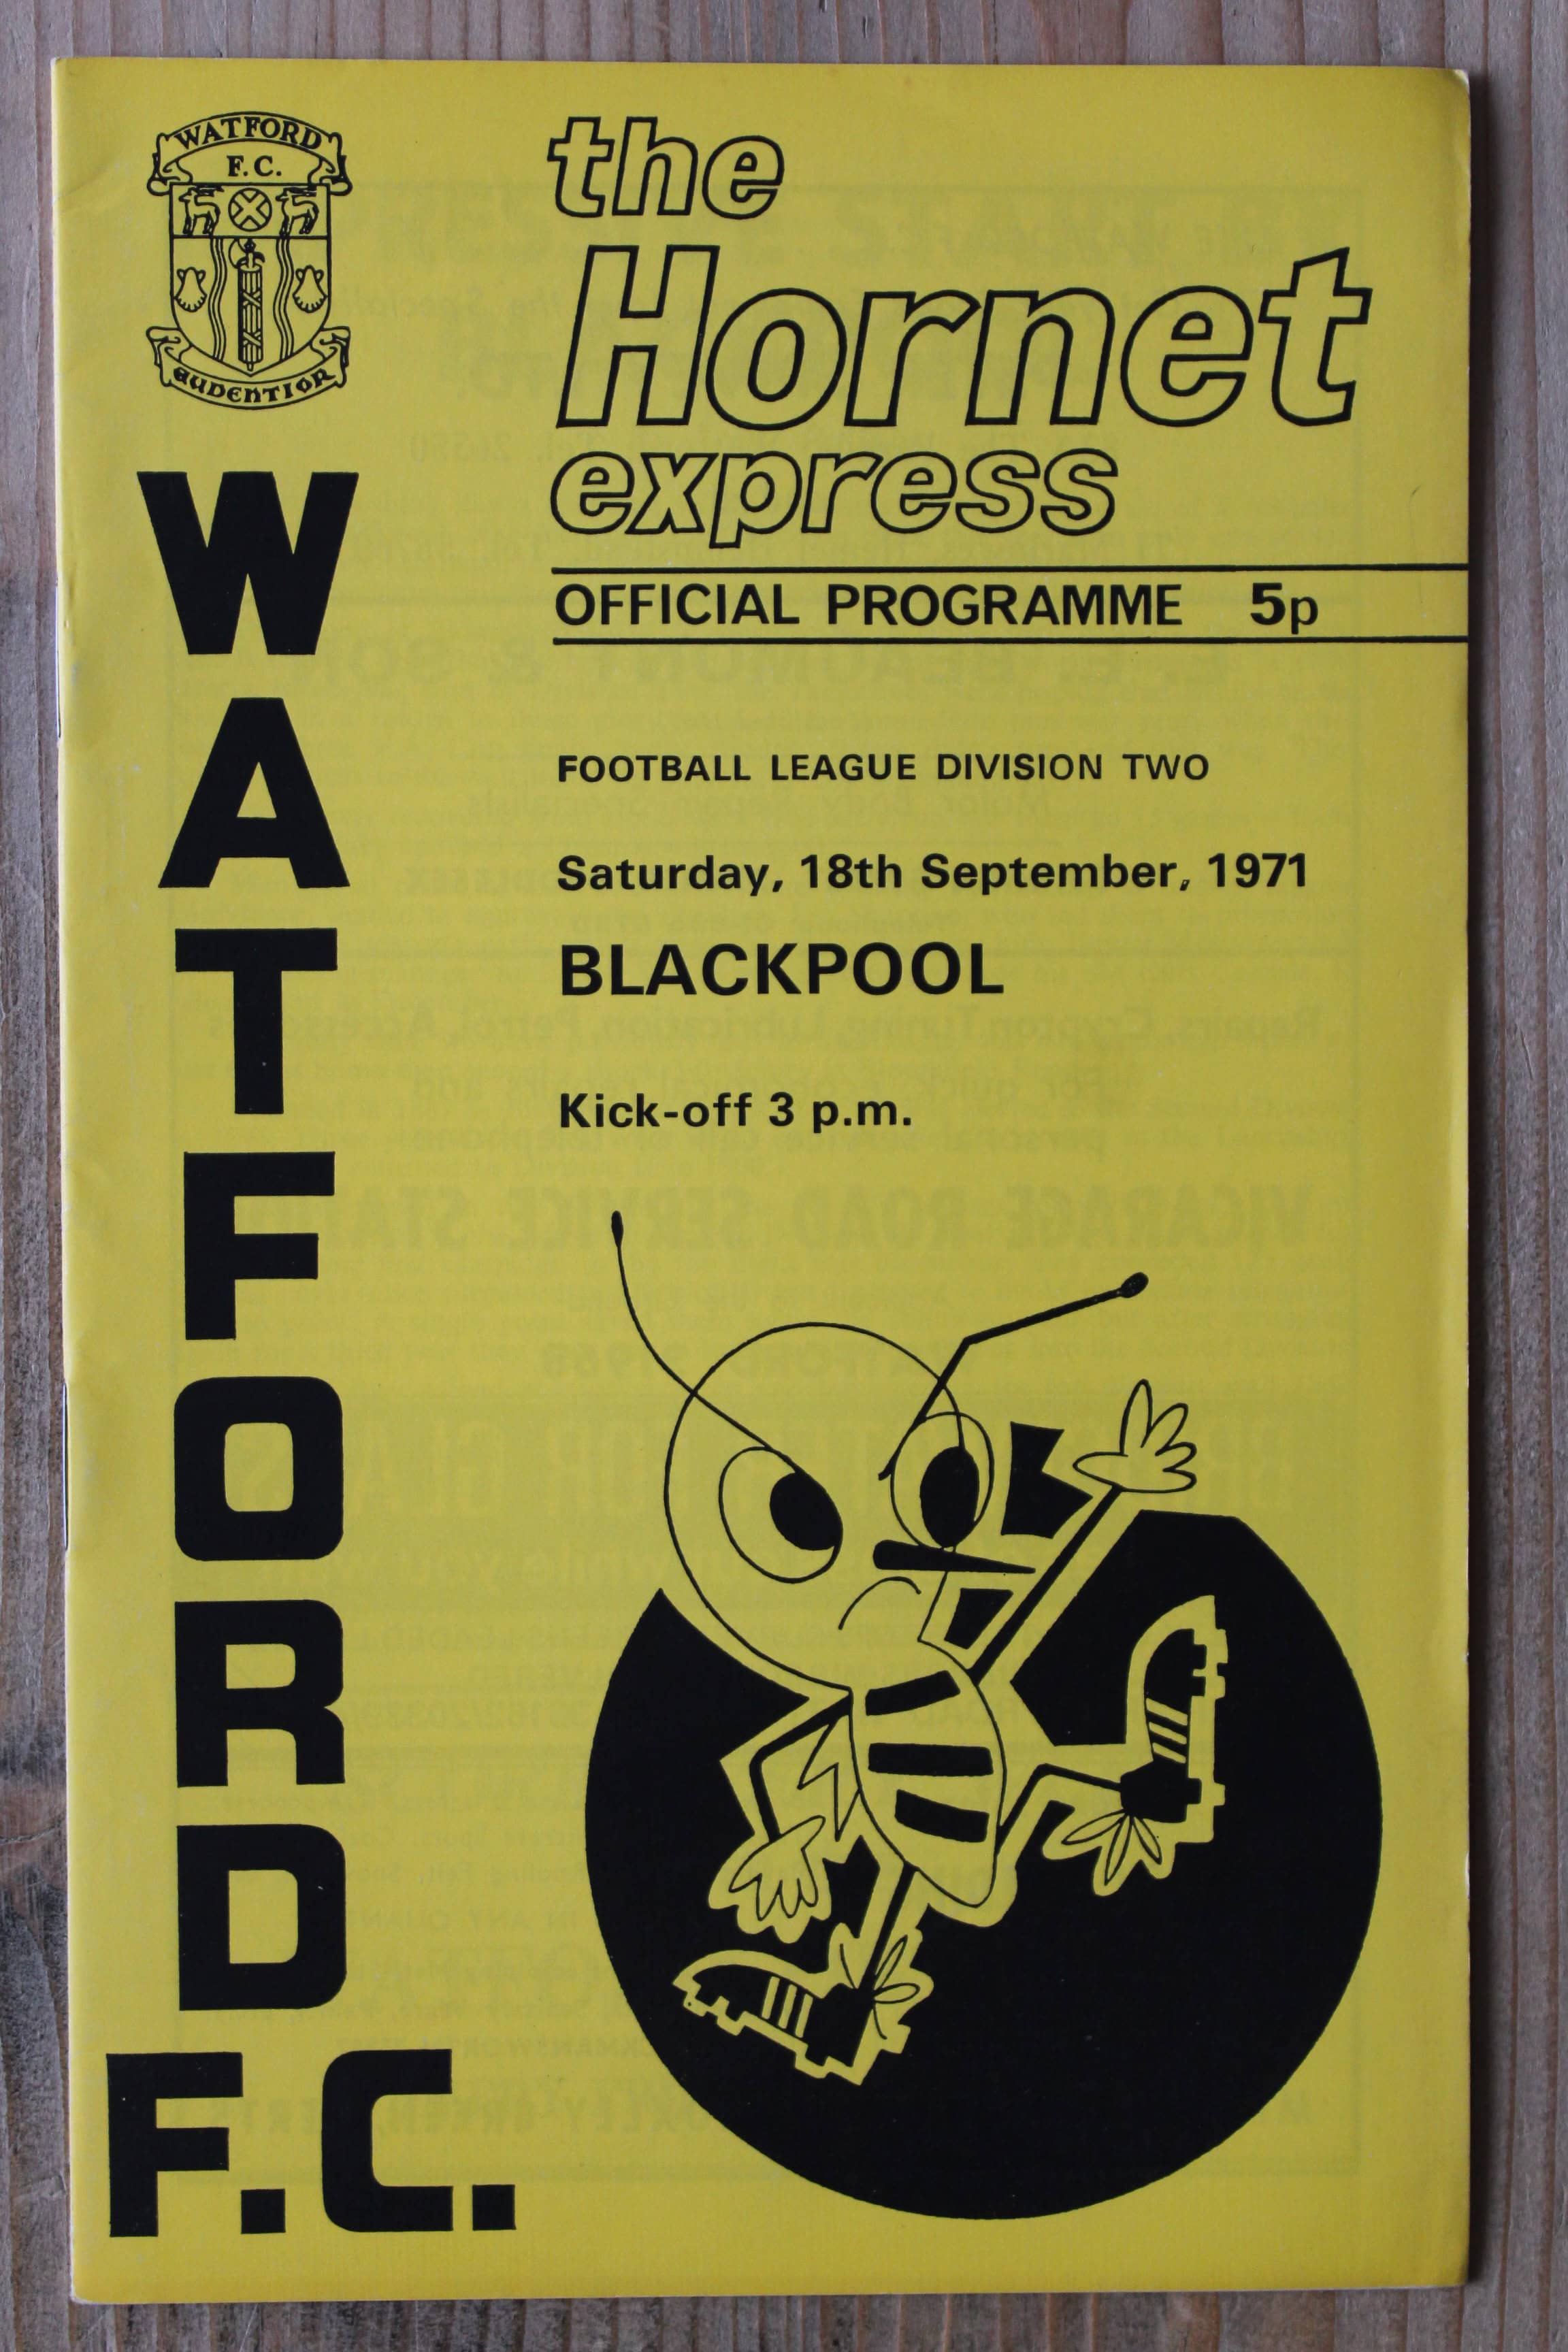 WATFORD
F.C.
AUDENTIOR
WATFORD
F.C.
the
Hornet
express
OFFICIAL PROGRAMME 5p
FOOTBALL LEAGUE DIVISION TWO
Saturday, 18th September, 1971
BLACKPOOL
Kick-off 3 p.m.